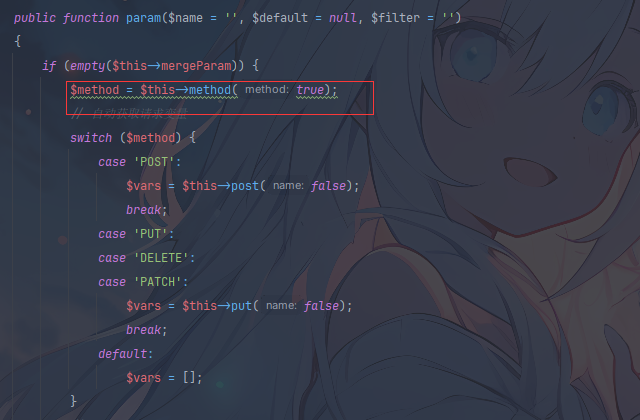 public function param($name = '', $default = null, $filter = '')
{
if (empty($this->mergeParam)) {
$method = $this->method( method: true);
// 自动获取请求变量
switch ($method) {
case 'POST':
$vars = $this->post( name: false);
break;
case 'PUT':
case 'DELETE':
case 'PATCH':
$vars = $this->put( name: false);
break;
default:
$vars = [];
}